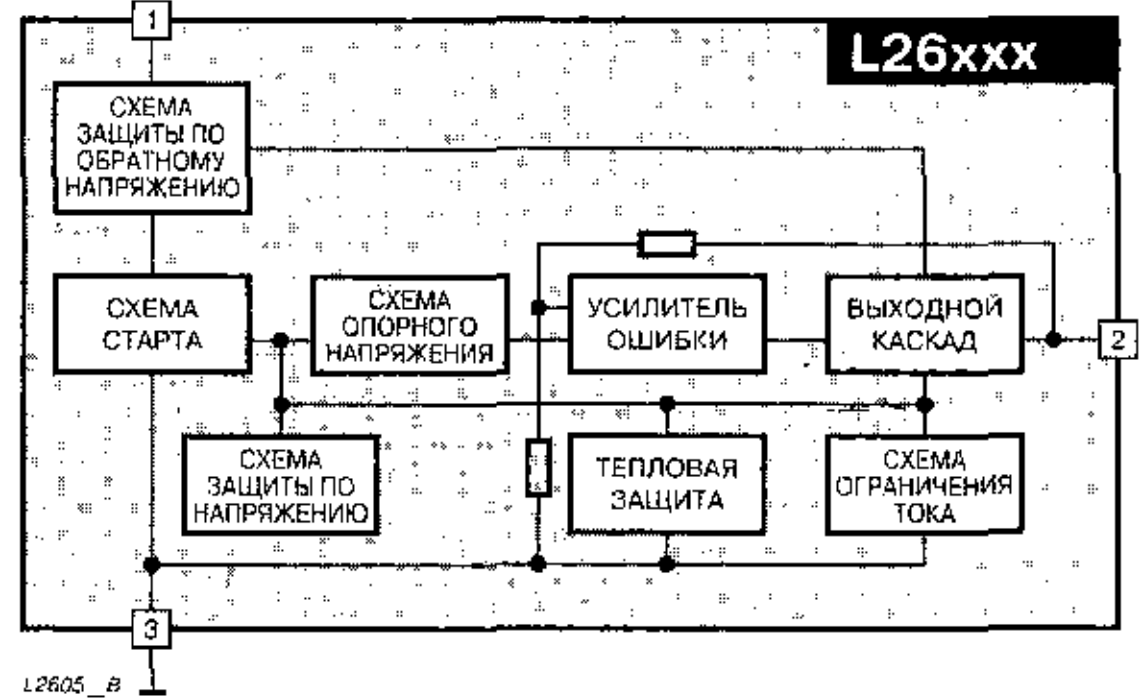 1
L26xxx
СХЕМА
ЗАЩИТЫ ПО
ОБРАТНОМУ
НАПРЯЖЕНИЮ
СХЕМА
СТАРТА
СХЕМА
ОПОРНОГО
НАПРЯЖЕНИЯ
УСИЛИТЕЛЬ
ОШИБКИ
ВЫХОДНОЙ
КАСКАД
2
СХЕМА
ЗАЩИТЫ ПО
НАПРЯЖЕНИЮ
ТЕПЛОВАЯ
ЗАЩИТА
СХЕМА
ОГРАНИЧЕНИЯ
ТОКА
3
L2605_B